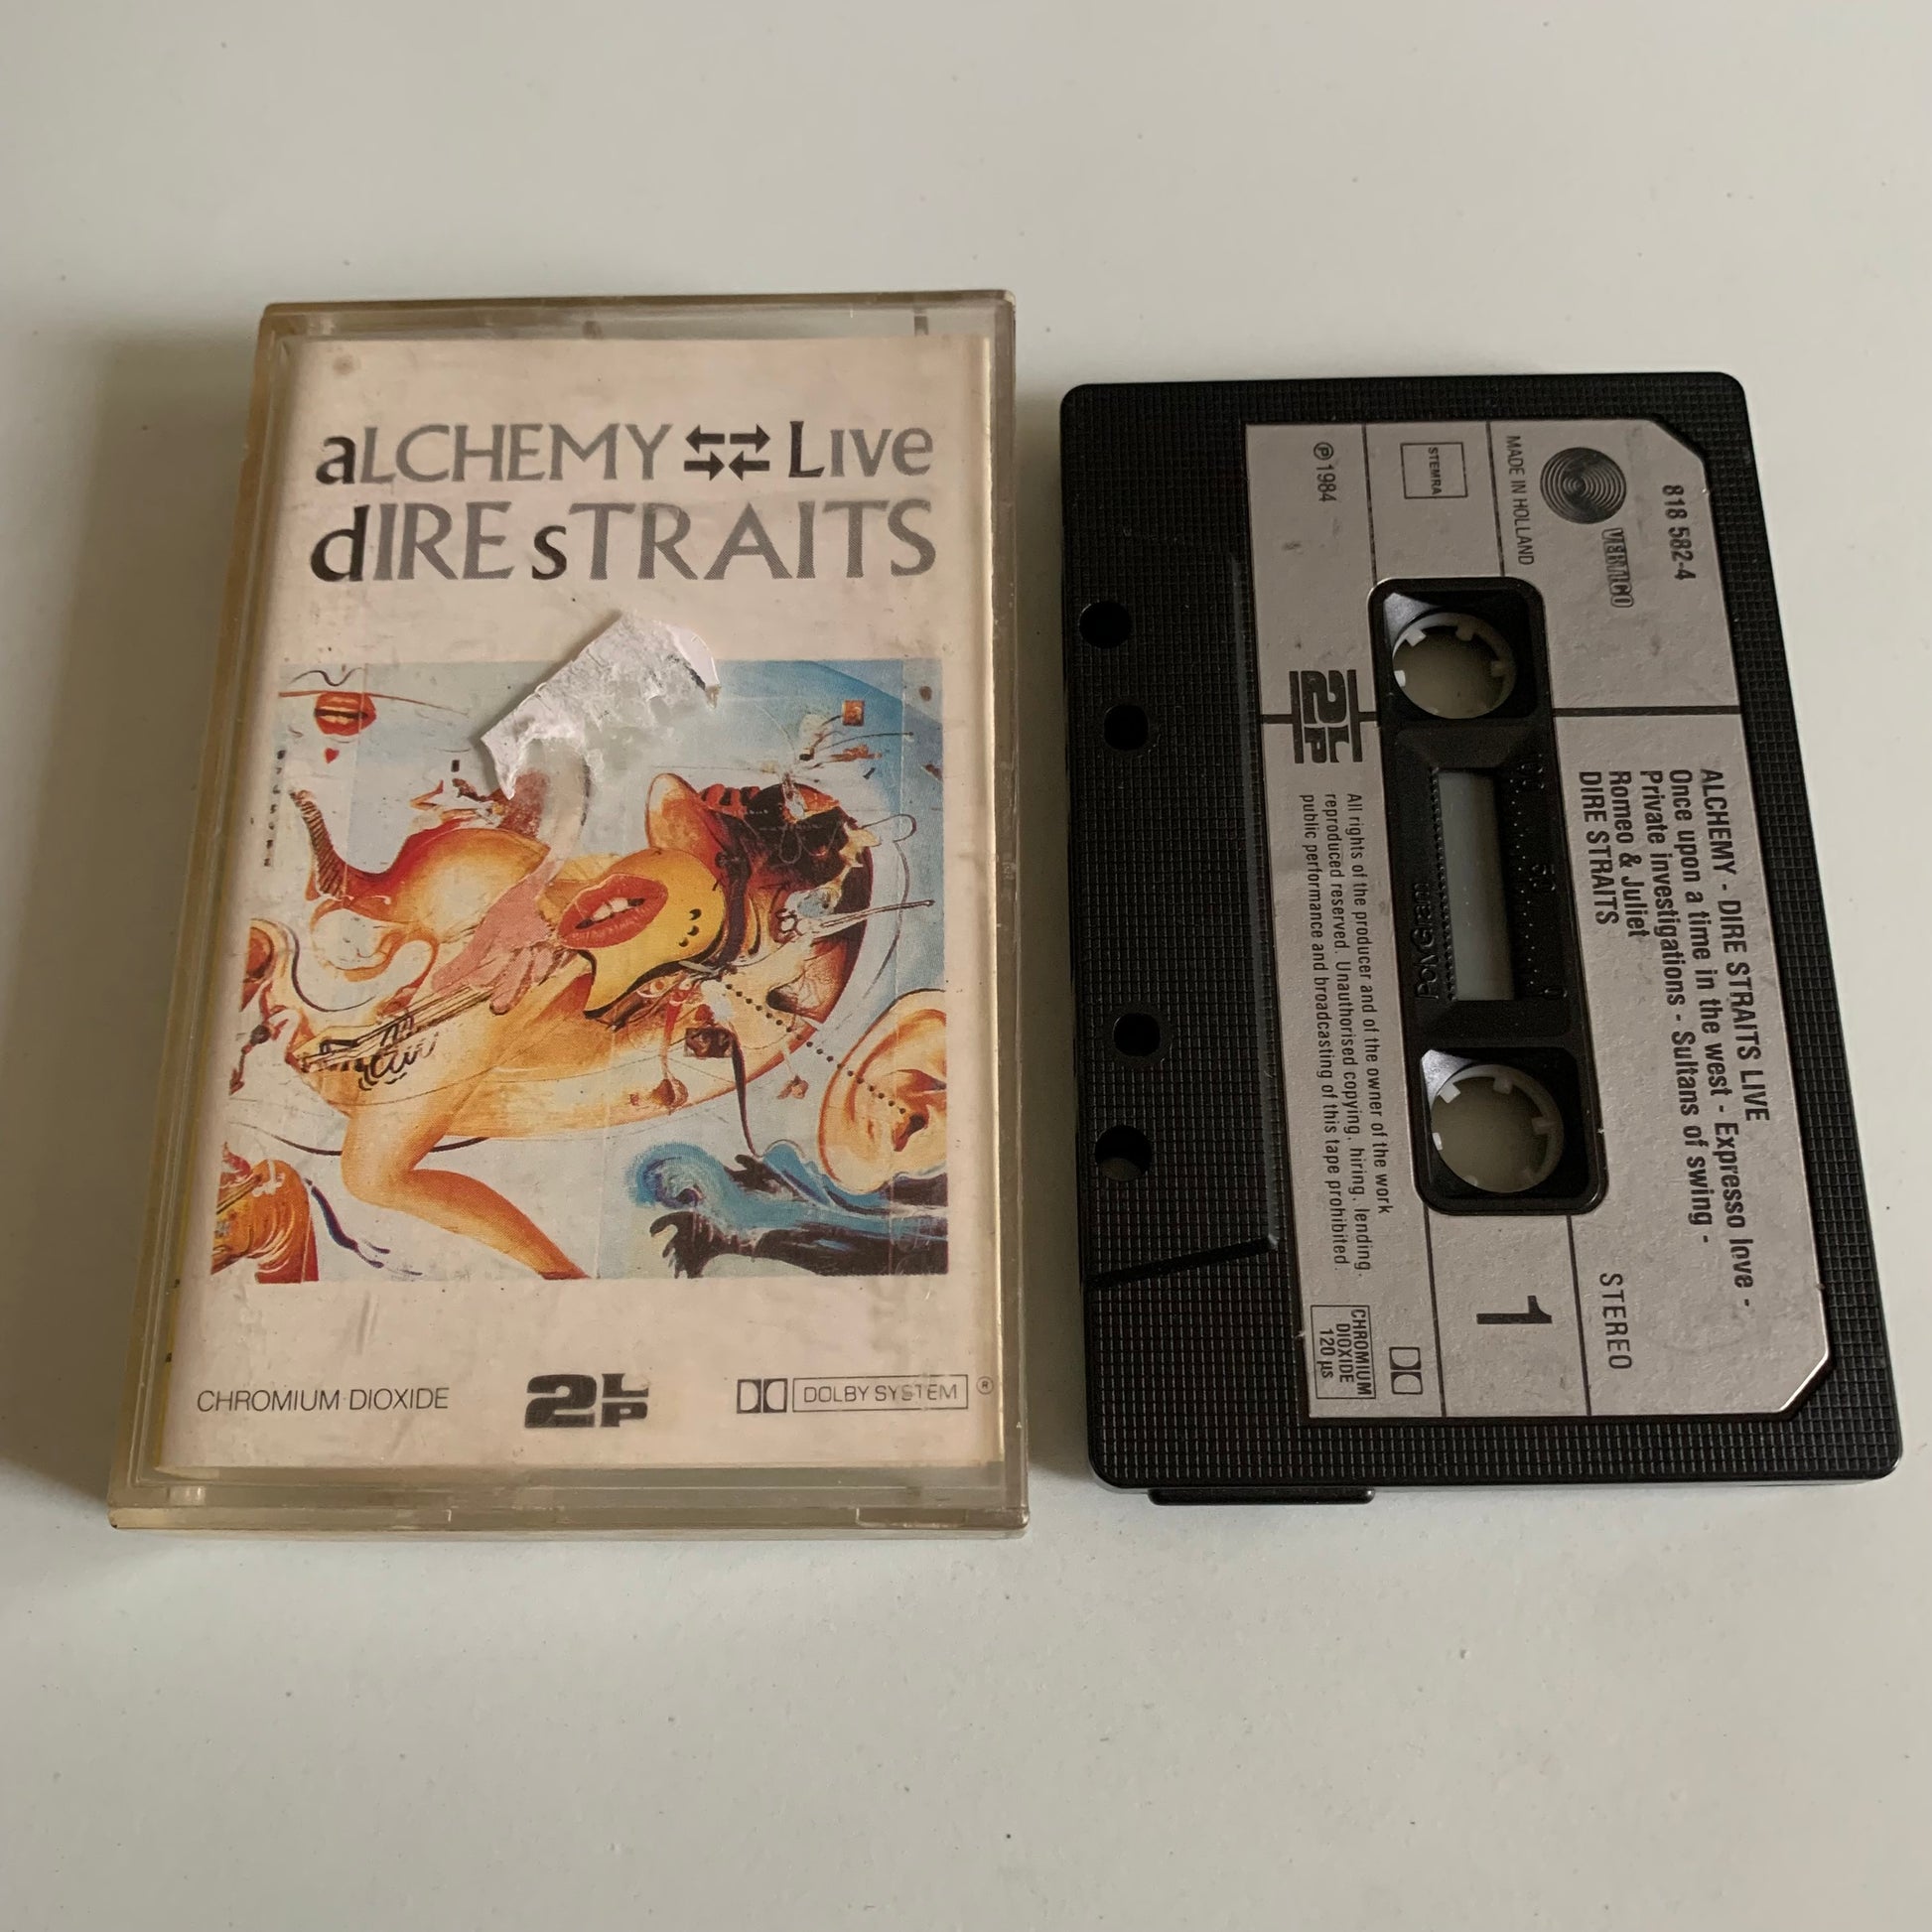 aLCHEMY Live
dIRE sTRAITS
CHROMIUM DIOXIDE
2LP
DOLBY SYSTEM ®
818 582-4
VERTIGO
MADE IN HOLLAND
STEMRA
℗ 1984
ALCHEMY - DIRE STRAITS LIVE
Once upon a time in the west - Expresso love -
Private investigations - Sultans of swing -
Romeo & Juliet
DIRE STRAITS
STEREO
50
1
2LP
All rights of the producer and of the owner of the work
reproduced reserved. Unauthorised copying, hiring, lending,
public performance and broadcasting of this tape prohibited.
CHROMIUM
DIOXIDE
120 µs